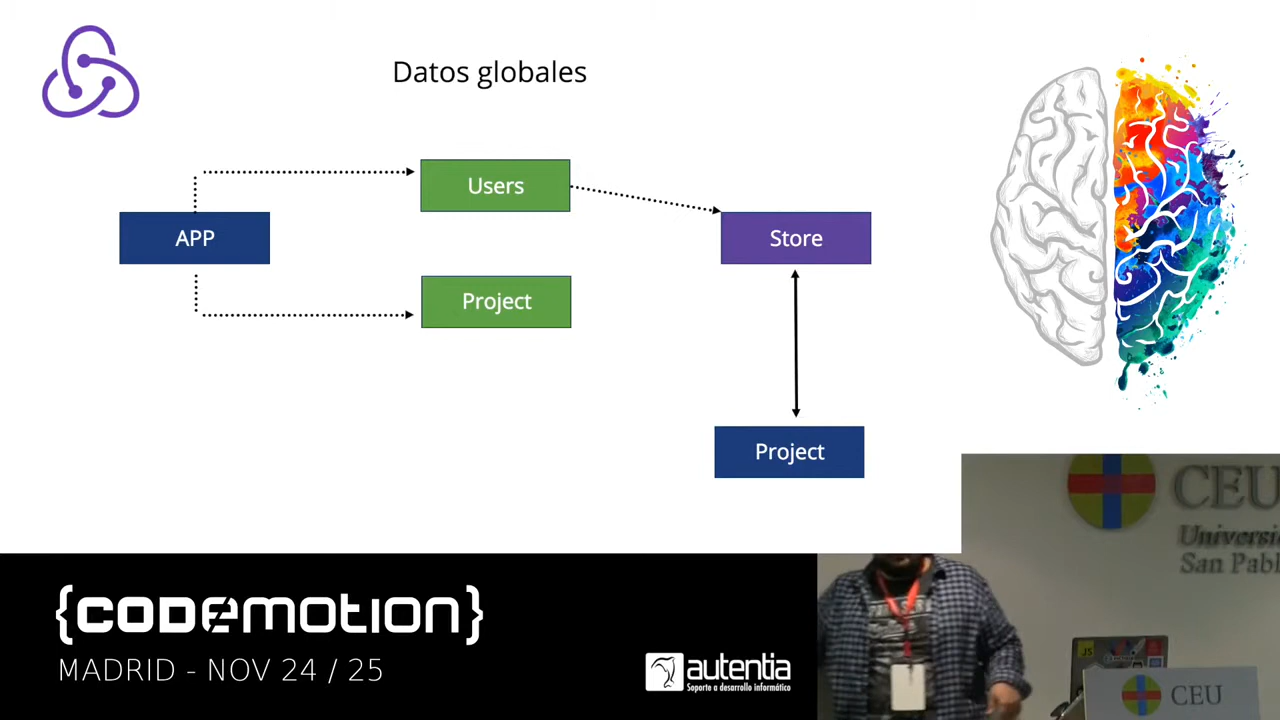 Datos globales
Users
APP
Store
Project
Project
CEU
Universi
San Pabl
{CODEMOTION}
MADRID - NOV 24 / 25
autentia
Soporte a desarrollo informático
JS
CEU